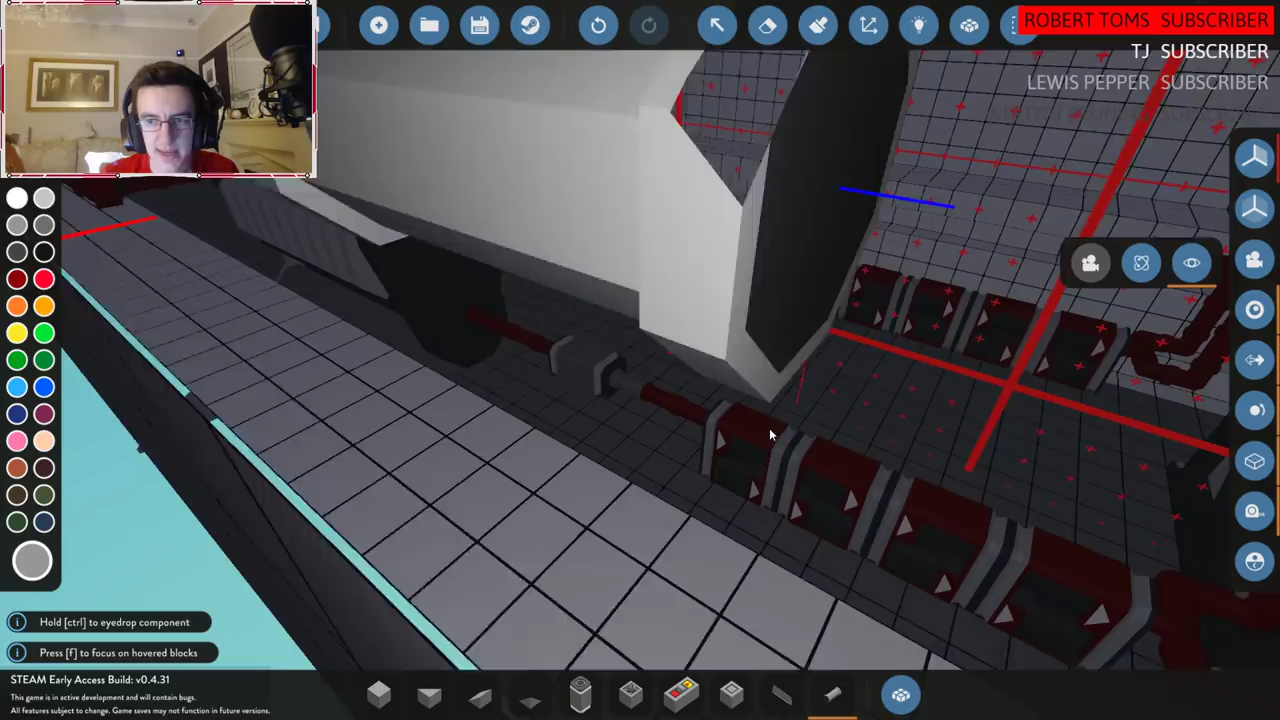 ROBERT TOMS SUBSCRIBER
TJ SUBSCRIBER
LEWIS PEPPER SUBSCRIBER
Hold [ctrl] to eyedrop component
Press [f] to focus on hovered blocks
STEAM Early Access Build: v0.4.31
This game is in active development and will contain bugs.
All features subject to change. Game saves may not function in future versions.